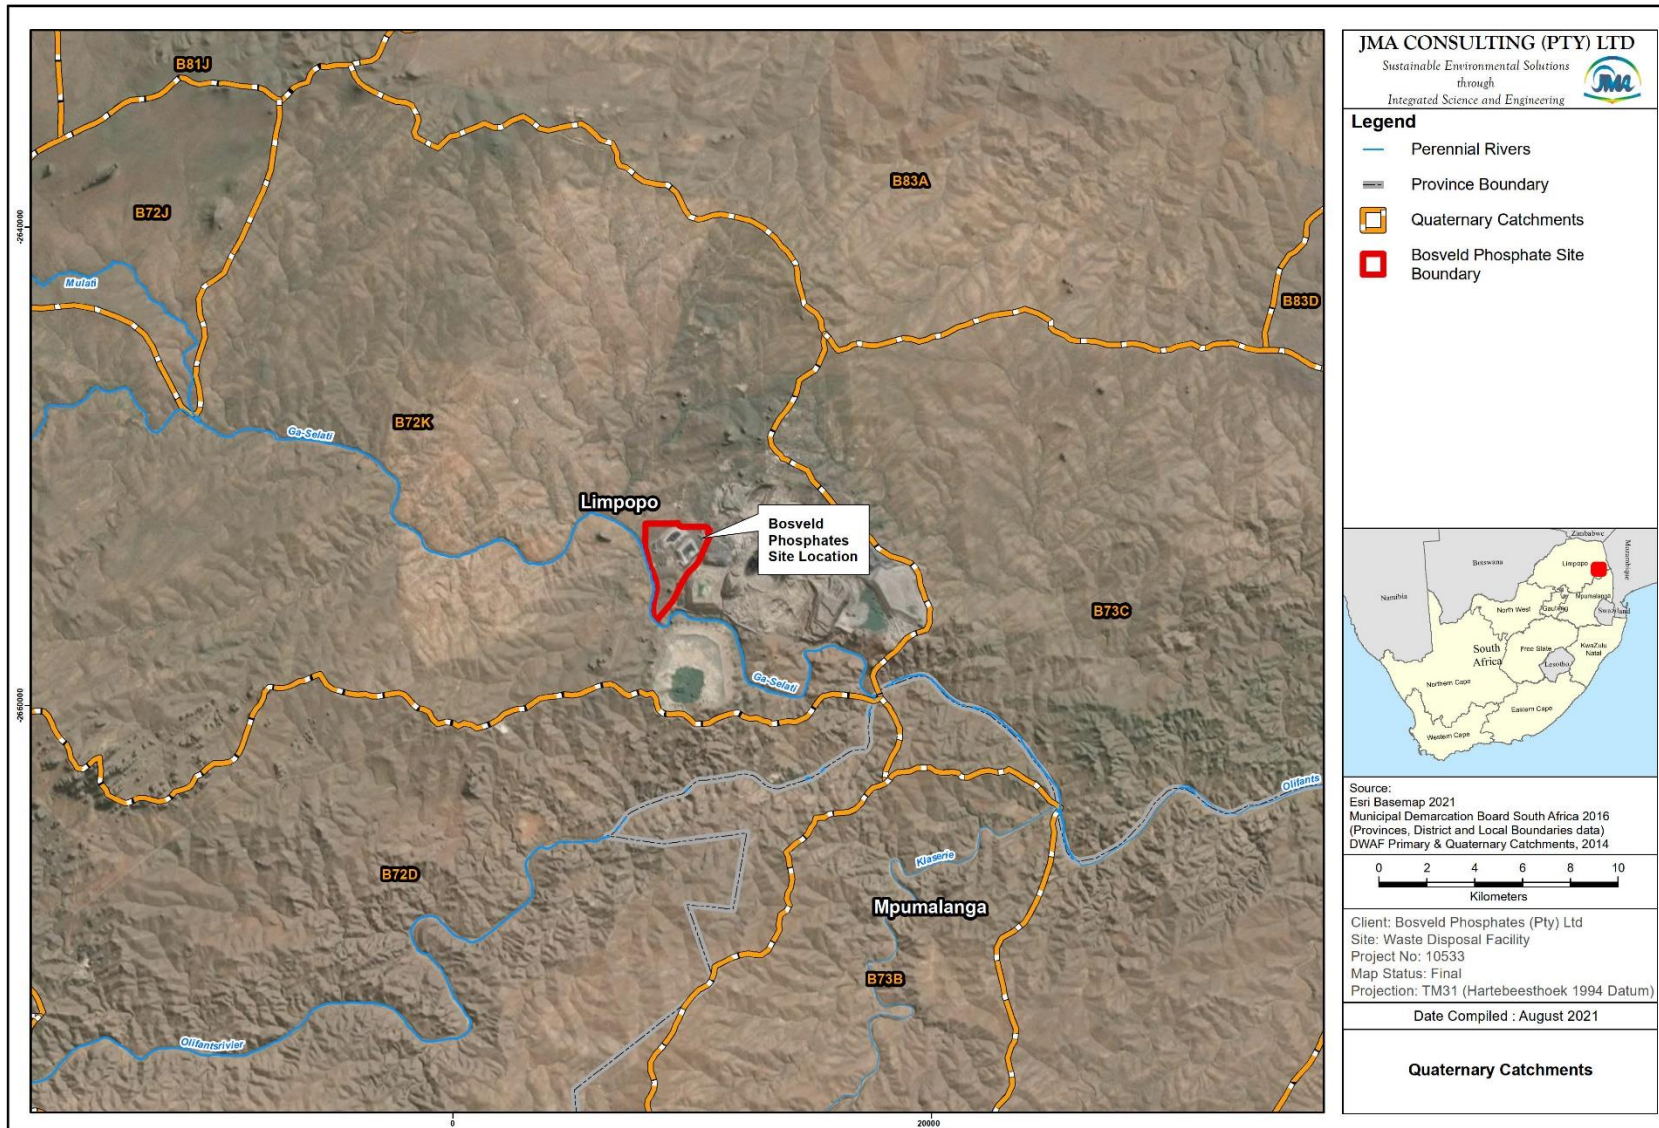 B81J
B72J
B83A
B83D
Mulati
B72K
Ga-Selati
Limpopo
Bosveld
Phosphates
Site Location
B73C
Ga-Selati
Olifants
Klaserie
B72D
Mpumalanga
B73B
Olifantsrivier
-2640000
-2660000
0
20000
JMA CONSULTING (PTY) LTD
Sustainable Environmental Solutions
through
Integrated Science and Engineering
JMA
Legend
Perennial Rivers
Province Boundary
Quaternary Catchments
Bosveld Phosphate Site
Boundary
Zimbabwe
Mozambique
Botswana
Limpopo
Namibia
North West
Gauteng
Mpumalanga
Swaziland
South
Africa
Free State
KwaZulu
Natal
Lesotho
Northern Cape
Eastern Cape
Western Cape
Source:
Esri Basemap 2021
Municipal Demarcation Board South Africa 2016
(Provinces, District and Local Boundaries data)
DWAF Primary & Quaternary Catchments, 2014
0 2 4 6 8 10
Kilometers
Client: Bosveld Phosphates (Pty) Ltd
Site: Waste Disposal Facility
Project No: 10533
Map Status: Final
Projection: TM31 (Hartebeesthoek 1994 Datum)
Date Compiled : August 2021
Quaternary Catchments